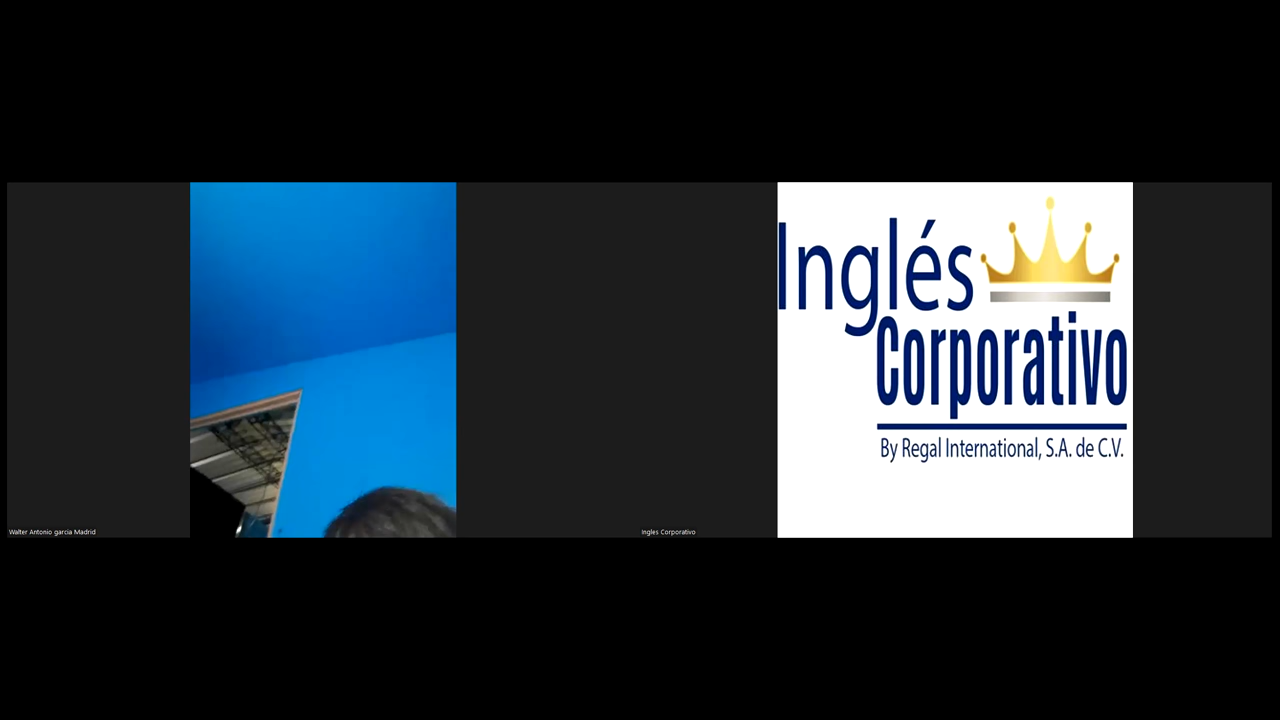 Inglés
Corporativo
By Regal International, S.A. de C.V.
Walter Antonio garcia Madrid
Ingles Corporativo